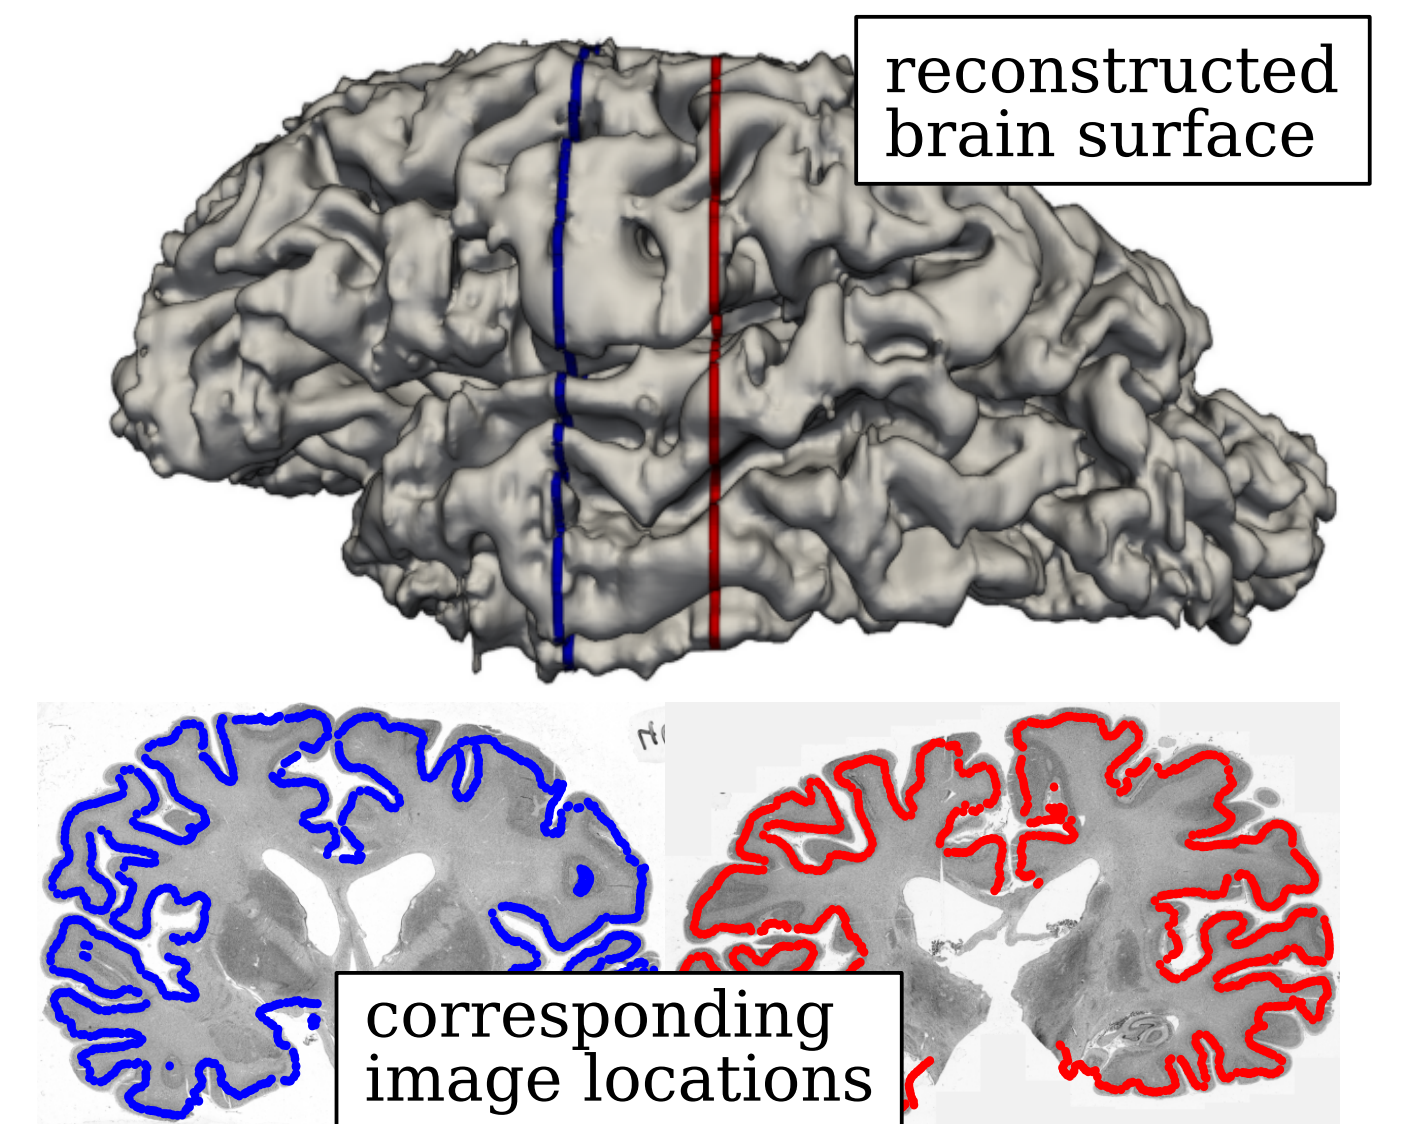 reconstructed
brain surface
corresponding
image locations